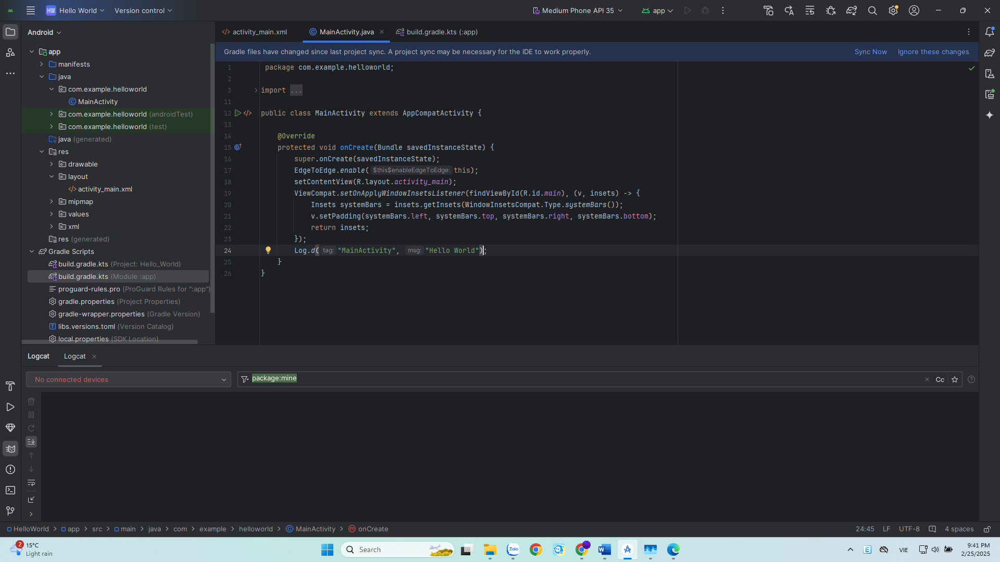 HW Hello World Version control Medium Phone API 35 app
Android
activity_main.xml MainActivity.java build.gradle.kts (:app)
Gradle files have changed since last project sync. A project sync may be necessary for the IDE to work properly. Sync Now Ignore these changes
app
manifests
java
com.example.helloworld
MainActivity
com.example.helloworld (androidTest)
com.example.helloworld (test)
java (generated)
res
drawable
layout
activity_main.xml
mipmap
values
xml
res (generated)
Gradle Scripts
build.gradle.kts (Project: Hello_World)
build.gradle.kts (Module :app)
proguard-rules.pro (ProGuard Rules for ":app")
gradle.properties (Project Properties)
gradle-wrapper.properties (Gradle Version)
libs.versions.toml (Version Catalog)
local.properties (SDK Location)
1 package com.example.helloworld;
2
3 import ...
11
12 public class MainActivity extends AppCompatActivity {
13
14 @Override
15 protected void onCreate(Bundle savedInstanceState) {
16 super.onCreate(savedInstanceState);
17 EdgeToEdge.enable( $this$enableEdgeToEdge: this);
18 setContentView(R.layout.activity_main);
19 ViewCompat.setOnApplyWindowInsetsListener(findViewById(R.id.main), (v, insets) -> {
20 Insets systemBars = insets.getInsets(WindowInsetsCompat.Type.systemBars());
21 v.setPadding(systemBars.left, systemBars.top, systemBars.right, systemBars.bottom);
22 return insets;
23 });
24 Log.d( tag: "MainActivity", msg: "Hello World");
25 }
26 }
Logcat Logcat
No connected devices package:mine Cc
HelloWorld > app > src > main > java > com > example > helloworld > MainActivity > onCreate 24:45 LF UTF-8 4 spaces
2 15°C
Light rain
Search
Zalo
VIE
9:41 PM
2/25/2025